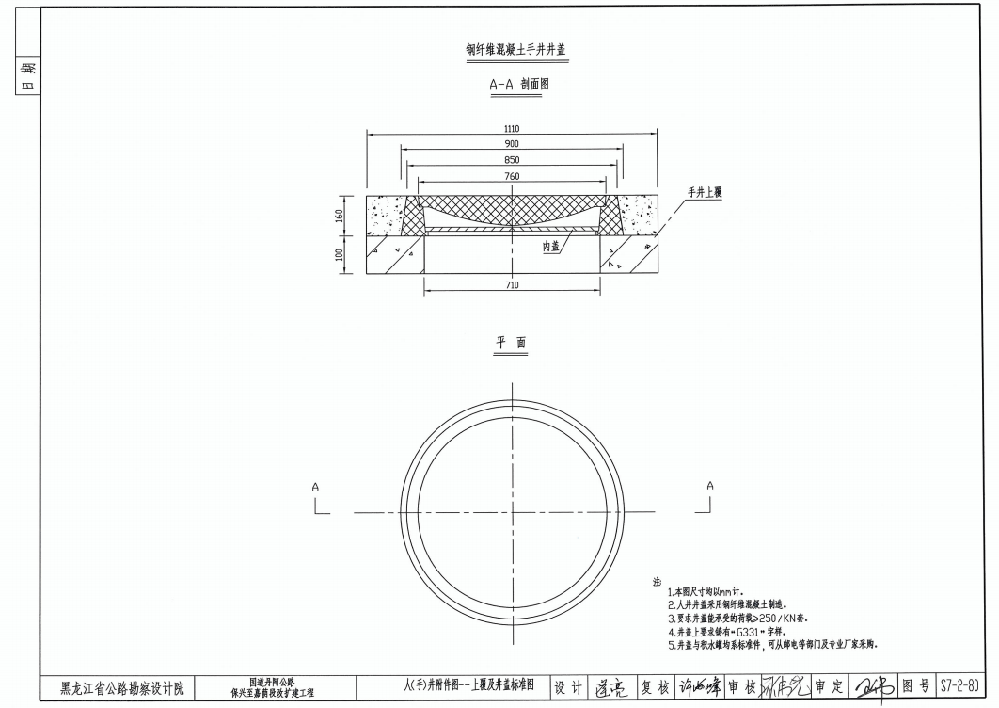 日期
钢纤维混凝土手井井盖
A-A 剖面图
1110
900
850
760
手井上覆
160
内盖
100
710
平 面
A
A
注:
1.本图尺寸均以mm计。
2.人井井盖采用钢纤维混凝土制造。
3.要求井盖能承受的荷载≥250/KN套。
4.井盖上要求铸有"G331"字样。
5.井盖与积水罐均系标准件,可从邮电等部门及专业厂家采购。
黑龙江省公路勘察设计院
国道丹阿公路
保兴至嘉荫段改扩建工程
人(手)井附件图--上覆及井盖标准图
设计
复核
审核
审定
图号
S7-2-80